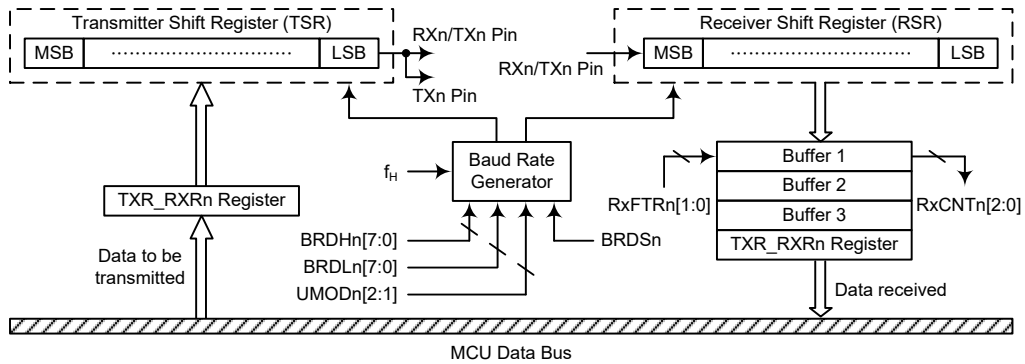 Transmitter Shift Register (TSR)
MSB
LSB
RXn/TXn Pin
TXn Pin
RXn/TXn Pin
Receiver Shift Register (RSR)
MSB
LSB
fH
Baud Rate
Generator
TXR_RXRn Register
Data to be
transmitted
BRDHn[7:0]
BRDLn[7:0]
UMODn[2:1]
BRDSn
RxFTRn[1:0]
Buffer 1
Buffer 2
Buffer 3
TXR_RXRn Register
RxCNTn[2:0]
Data received
MCU Data Bus